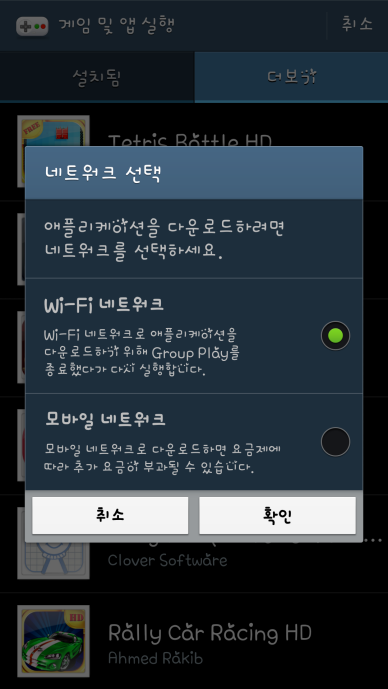 게임 및 앱 실행
취소
설치됨
더보기
FREE
Tetris Battle HD
네트워크 선택
애플리케이션을 다운로드하려면
네트워크를 선택하세요.
Wi-Fi 네트워크
Wi-Fi 네트워크로 애플리케이션을
다운로드하기 위해 Group Play를
종료했다가 다시 실행합니다.
모바일 네트워크
모바일 네트워크로 다운로드하면 요금제에
따라 추가 요금이 부과될 수 있습니다.
취소
확인
Clover Software
HD
Rally Car Racing HD
Ahmed Rakib